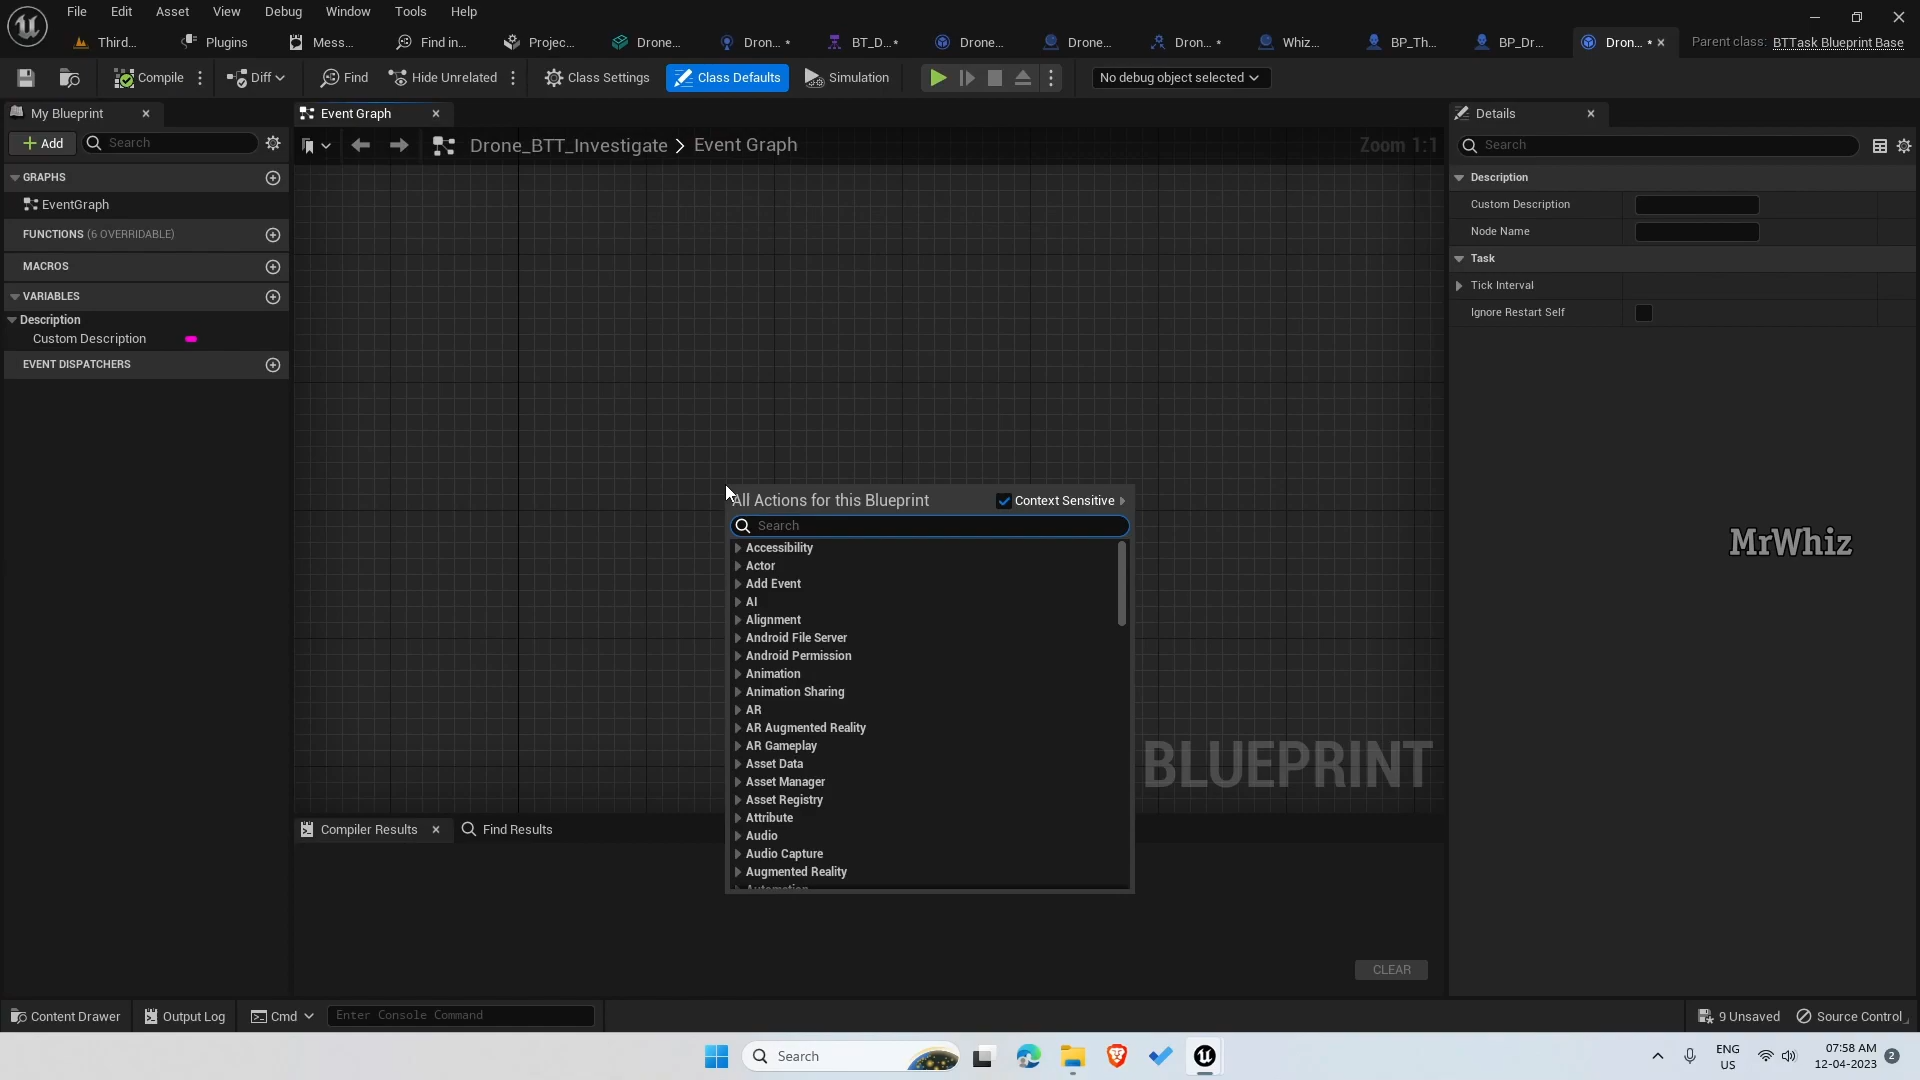 File Edit Asset View Debug Window Tools Help
Third... Plugins Mess... Find in... Projec... Drone... Dron... * BT_D...* Drone... Drone... Dron... * Whiz... BP_Th... BP_Dr... Dron... * Parent class: BTTask Blueprint Base
Compile Diff Find Hide Unrelated Class Settings Class Defaults Simulation No debug object selected
My Blueprint
Add Search
GRAPHS
EventGraph
FUNCTIONS (6 OVERRIDABLE)
MACROS
VARIABLES
Description
Custom Description
EVENT DISPATCHERS
Event Graph
Drone_BTT_Investigate > Event Graph Zoom 1:1
All Actions for this Blueprint Context Sensitive
Search
Accessibility
Actor
Add Event
AI
Alignment
Android File Server
Android Permission
Animation
Animation Sharing
AR
AR Augmented Reality
AR Gameplay
Asset Data
Asset Manager
Asset Registry
Attribute
Audio
Audio Capture
Augmented Reality
Automation
BLUEPRINT
Compiler Results Find Results
CLEAR
Details
Search
Description
Custom Description
Node Name
Task
Tick Interval
Ignore Restart Self
MrWhiz
Content Drawer Output Log Cmd Enter Console Command 9 Unsaved Source Control
Search
ENG
US
07:58 AM
12-04-2023
2